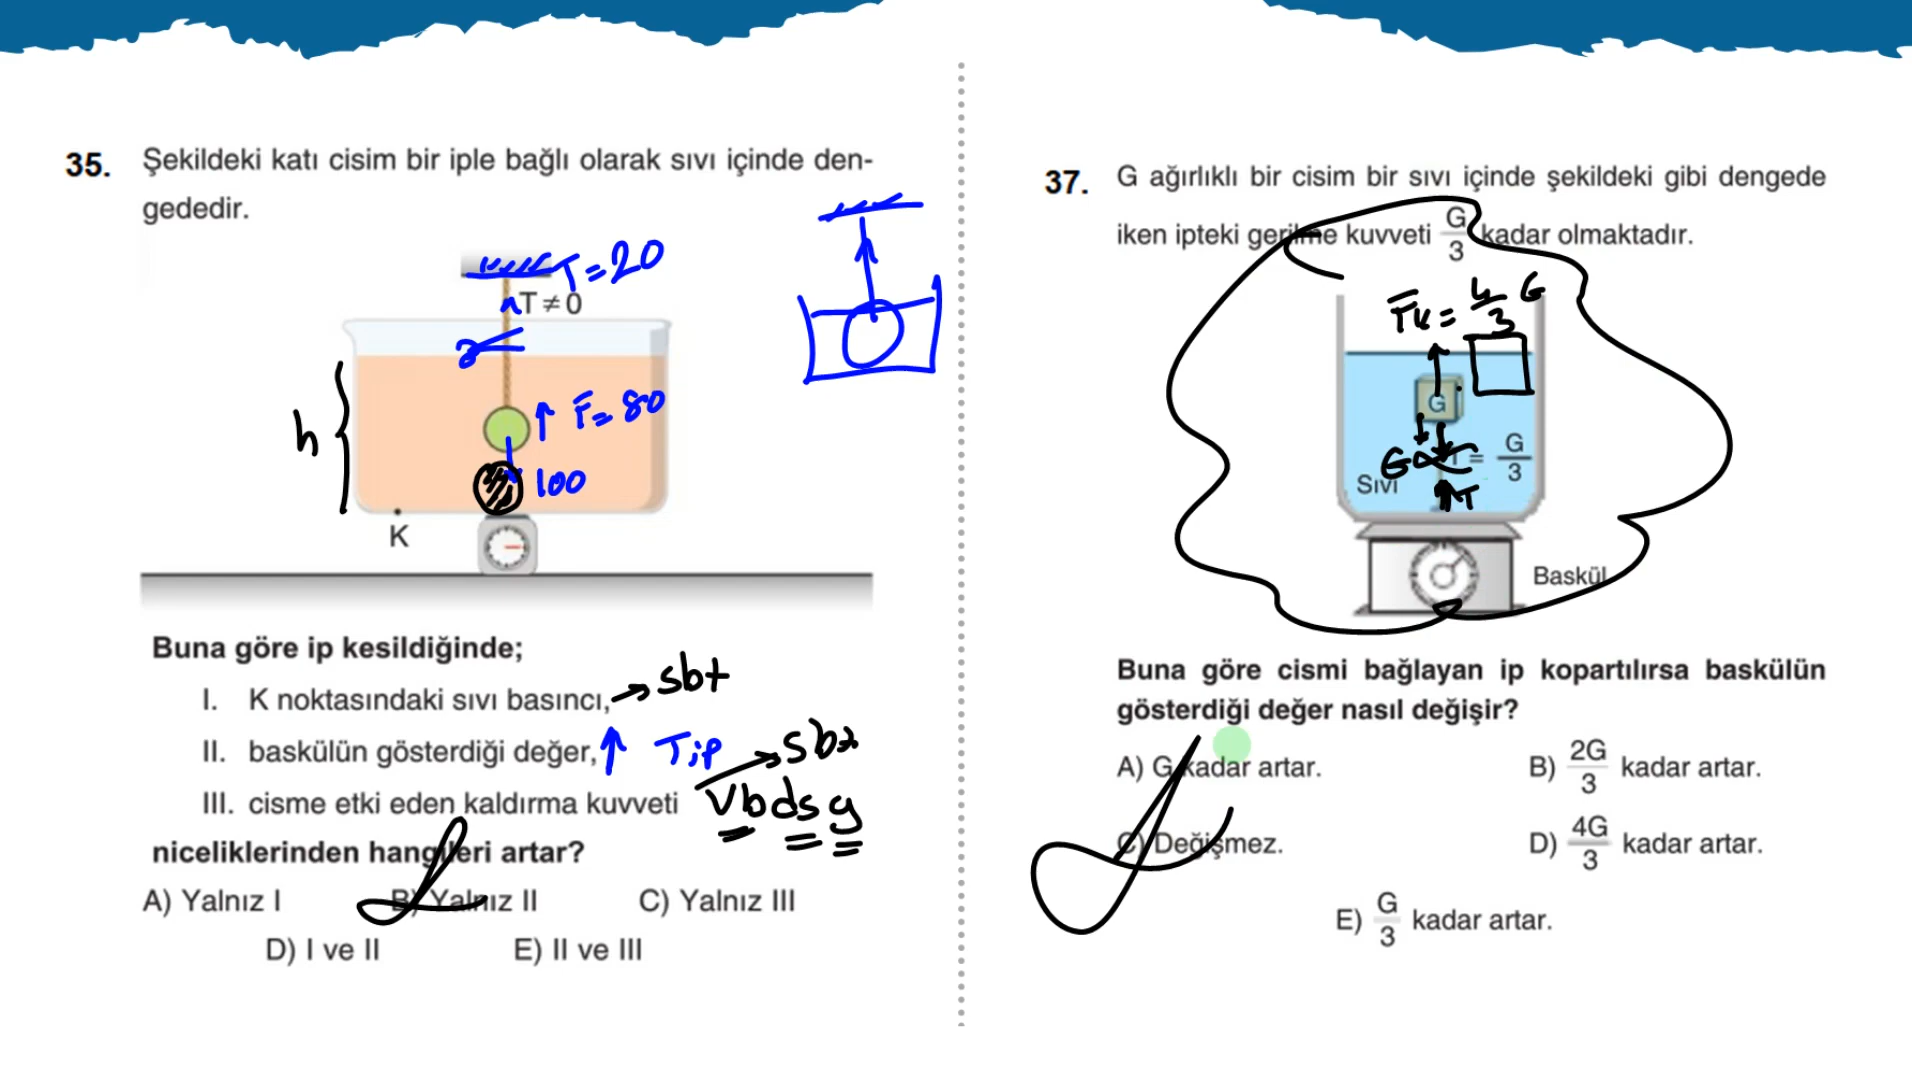 35. Şekildeki katı cisim bir iple bağlı olarak sıvı içinde den-
gededir.
T=20
T ≠ 0
h
F=80
100
K
Buna göre ip kesildiğinde;
I. K noktasındaki sıvı basıncı, → sbt
II. baskülün gösterdiği değer, ↑ Tip
III. cisme etki eden kaldırma kuvveti Vb ds g → sbt
niceliklerinden hangileri artar?
A) Yalnız I B) Yalnız II C) Yalnız III
D) I ve II E) II ve III
37. G ağırlıklı bir cisim bir sıvı içinde şekildeki gibi dengede
iken ipteki gerilme kuvveti G/3 kadar olmaktadır.
Fk = 4/3 G
G
G T = G/3
Sıvı T
Baskül
Buna göre cismi bağlayan ip kopartılırsa baskülün
gösterdiği değer nasıl değişir?
A) G kadar artar. B) 2G/3 kadar artar.
C) Değişmez. D) 4G/3 kadar artar.
E) G/3 kadar artar.